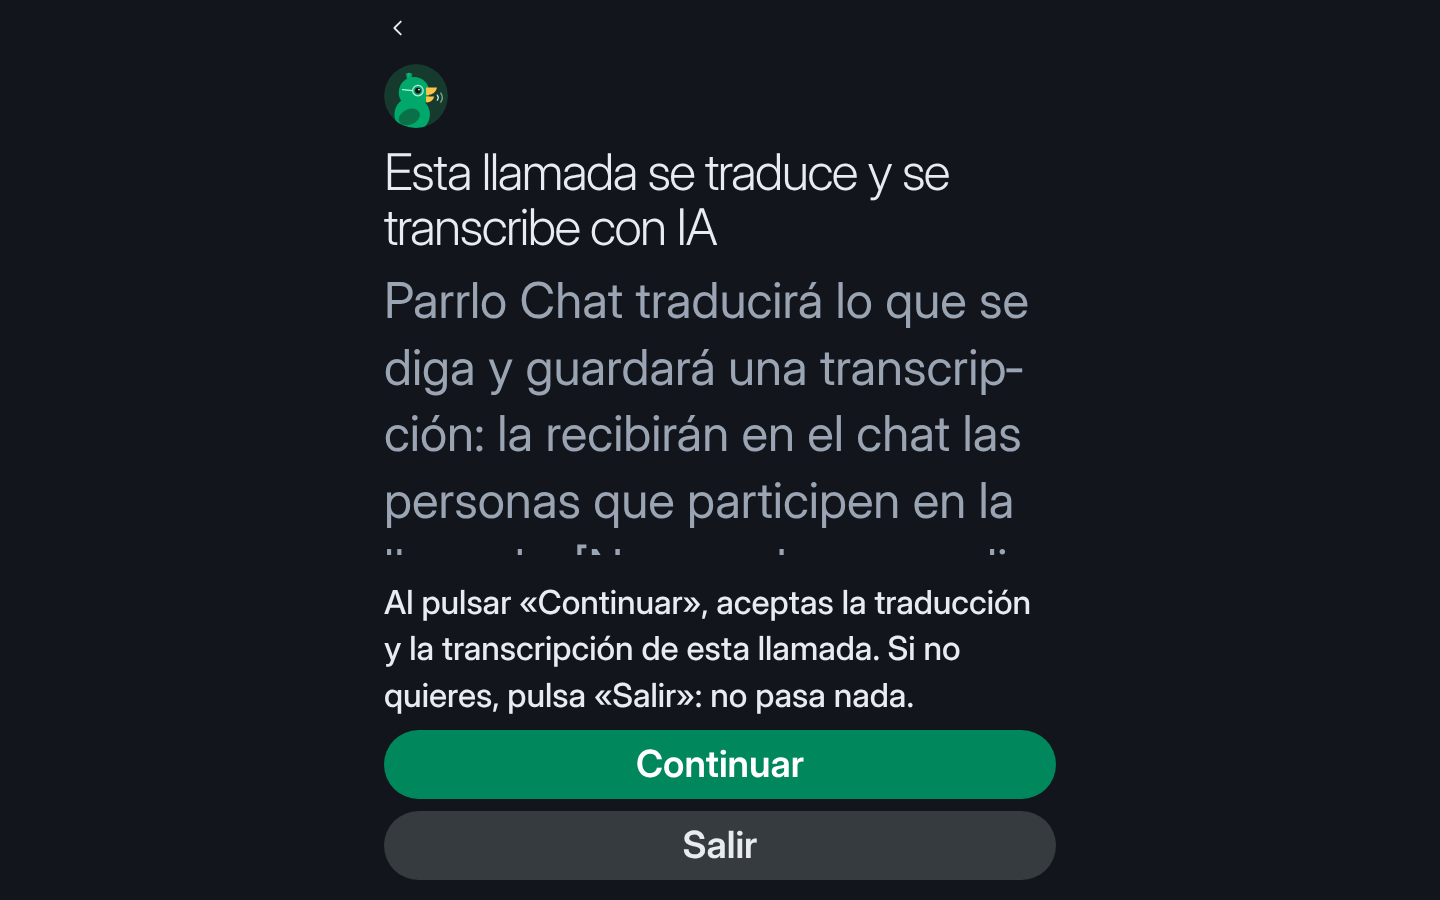 Esta llamada se traduce y se
transcribe con IA
Parrlo Chat traducirá lo que se
diga y guardará una transcrip-
ción: la recibirán en el chat las
personas que participen en la
Al pulsar «Continuar», aceptas la traducción
y la transcripción de esta llamada. Si no
quieres, pulsa «Salir»: no pasa nada.
Continuar
Salir